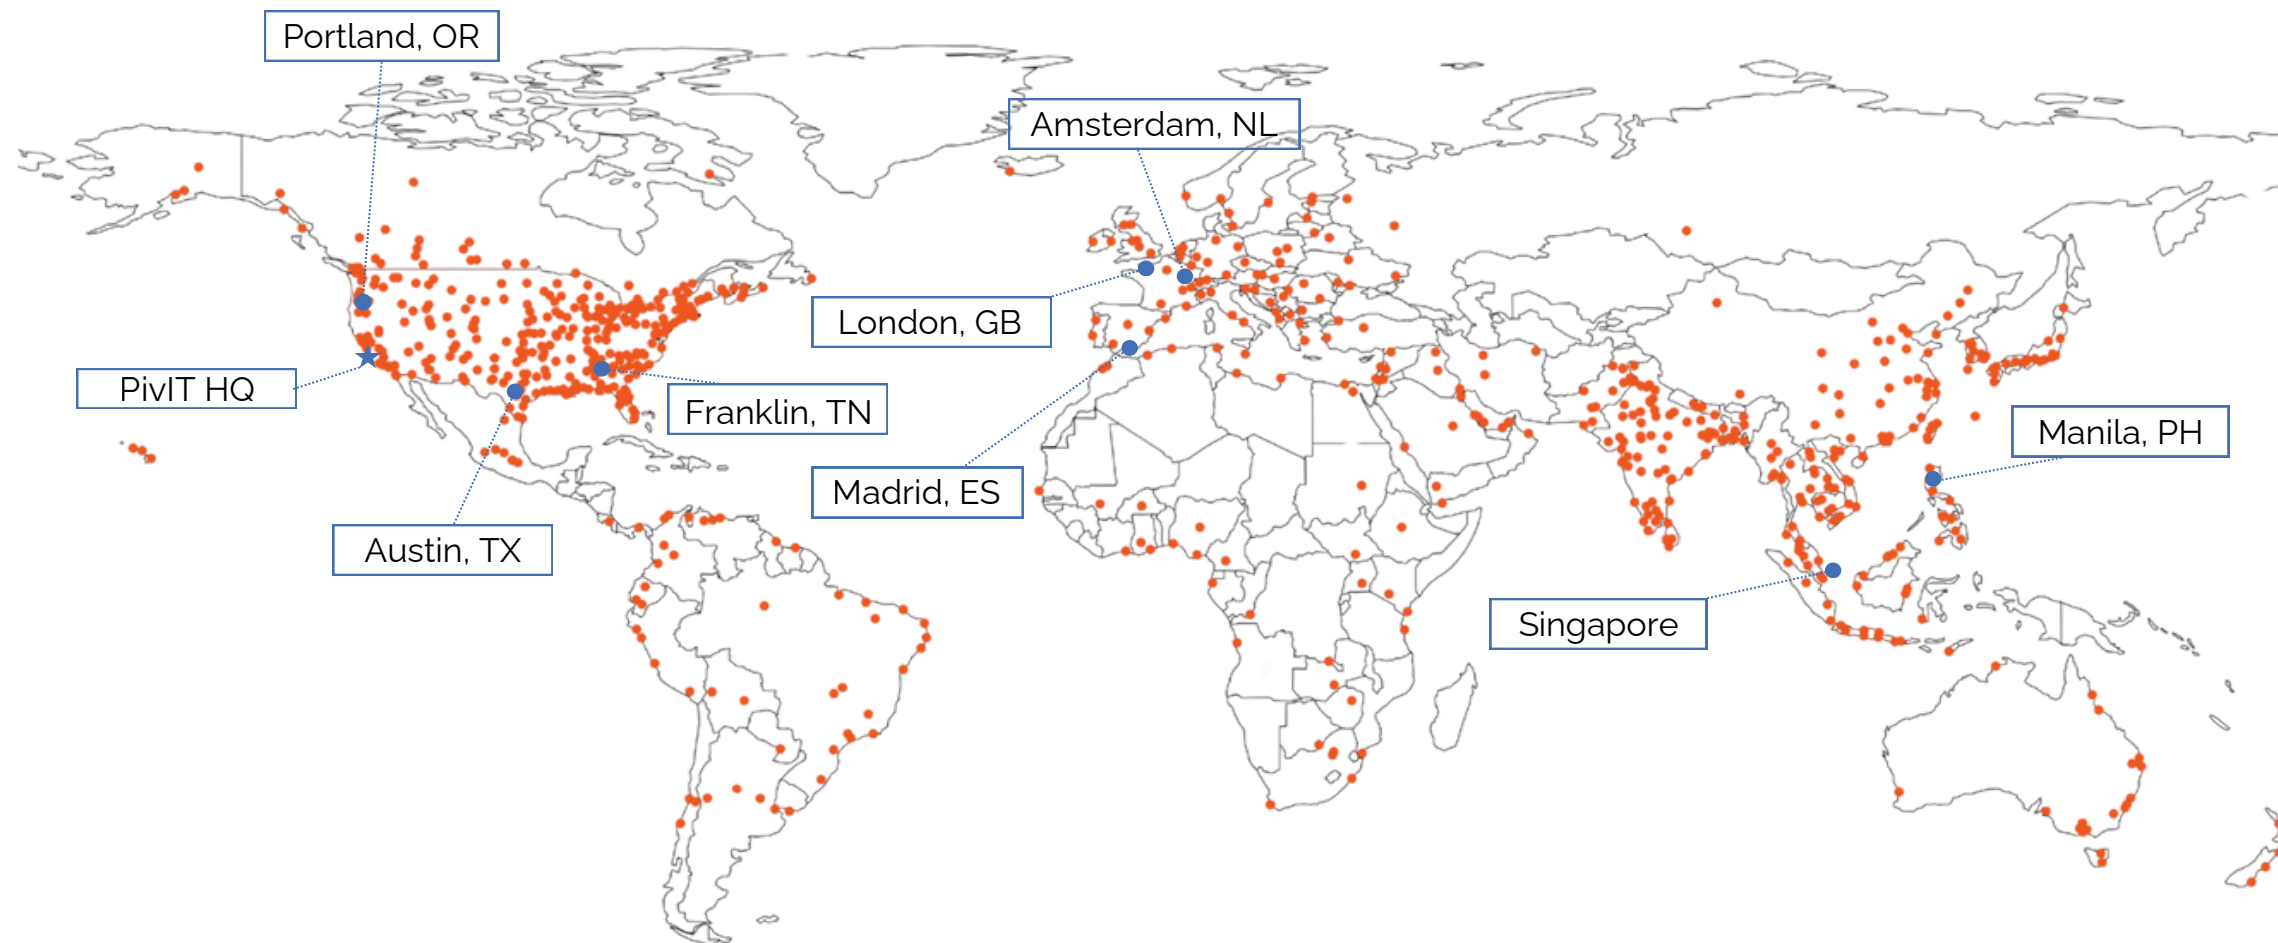 Portland, OR
Amsterdam, NL
London, GB
PivIT HQ
Franklin, TN
Manila, PH
Madrid, ES
Austin, TX
Singapore